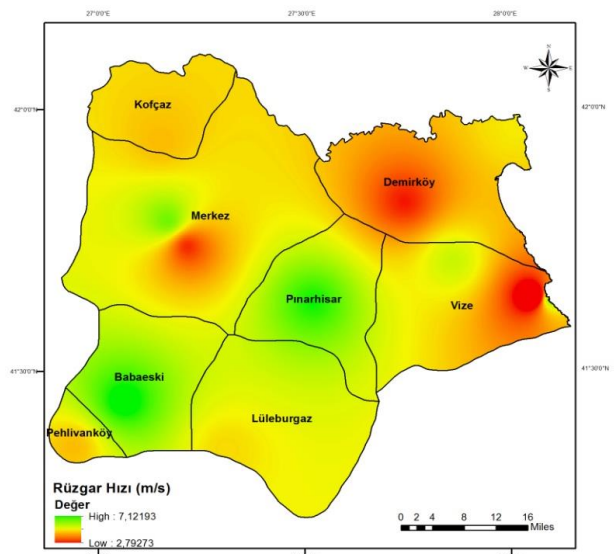 27°0'0"E 27°30'0"E 28°0'0"E
N
W E
S
42°0'0"N 42°0'0"N
Kofçaz
Demirköy
Merkez
Pınarhisar
Vize
41°30'0"N 41°30'0"N
Babaeski
Lüleburgaz
Pehlivanköy
Rüzgar Hızı (m/s)
Değer
High : 7,12193
Low : 2,79273
0 2 4 8 12 16
Miles